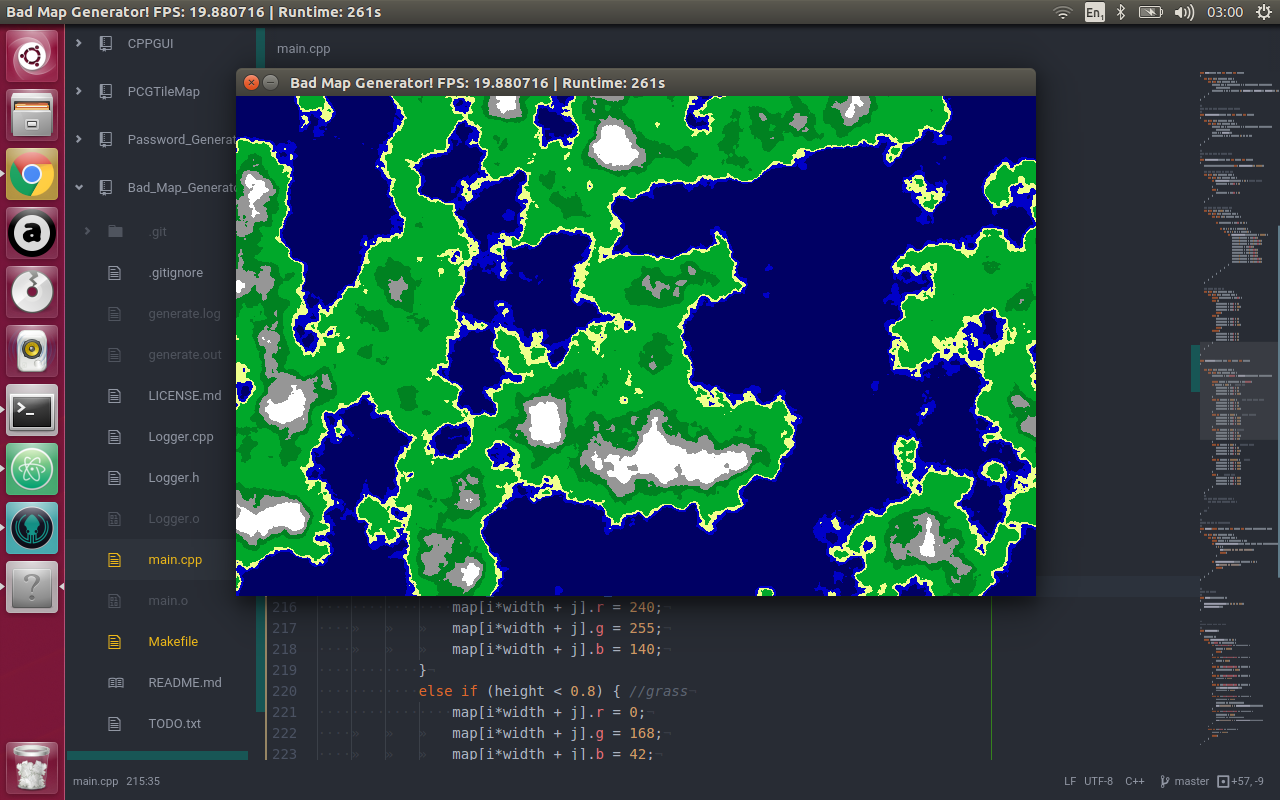 Bad Map Generator! FPS: 19.880716 | Runtime: 261s
En1
03:00
CPPGUI
main.cpp
Bad Map Generator! FPS: 19.880716 | Runtime: 261s
PCGTileMap
Password_Generat
Bad_Map_Generato
.git
.gitignore
generate.log
generate.out
LICENSE.md
Logger.cpp
Logger.h
Logger.o
main.cpp
main.o
Makefile
README.md
TODO.txt
216 map[i*width + j].r = 240;
217 map[i*width + j].g = 255;
218 map[i*width + j].b = 140;
219 }
220 else if (height < 0.8) { //grass
221 map[i*width + j].r = 0;
222 map[i*width + j].g = 168;
223 map[i*width + j].b = 42;
main.cpp 215:35
LF UTF-8 C++ master +57, -9